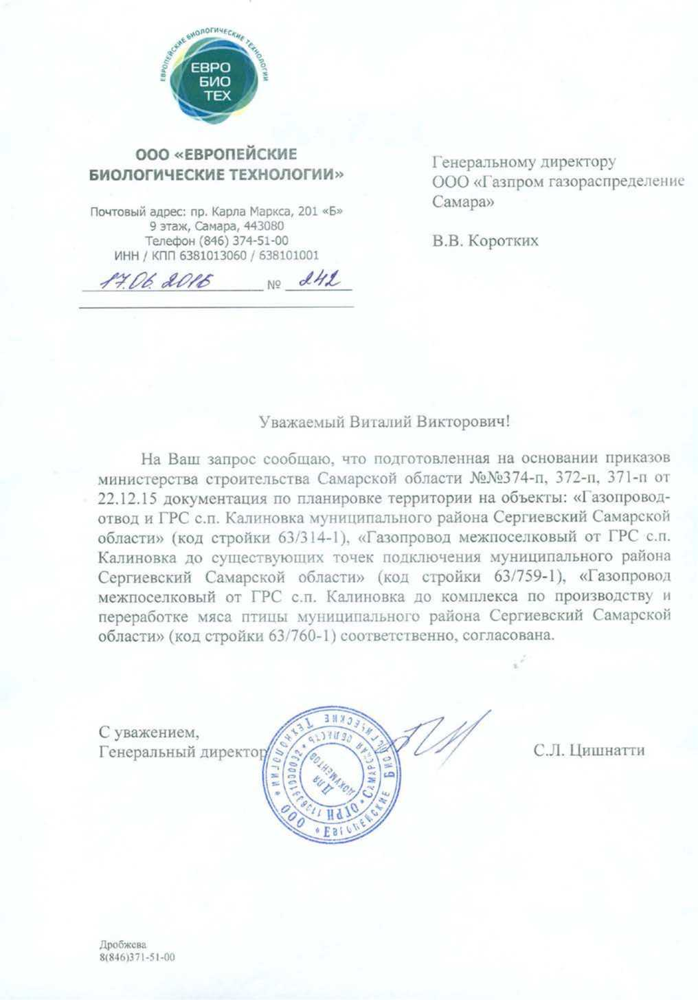 ЕВРОПЕЙСКИЕ БИОЛОГИЧЕСКИЕ ТЕХНОЛОГИИ
ЕВРО
БИО
ТЕХ
ООО «ЕВРОПЕЙСКИЕ
БИОЛОГИЧЕСКИЕ ТЕХНОЛОГИИ»
Почтовый адрес: пр. Карла Маркса, 201 «Б»
9 этаж, Самара, 443080
Телефон (846) 374-51-00
ИНН / КПП 6381013060 / 638101001
17.06.2016 № 242
Генеральному директору
ООО «Газпром газораспределение
Самара»
В.В. Коротких
Уважаемый Виталий Викторович!
На Ваш запрос сообщаю, что подготовленная на основании приказов
министерства строительства Самарской области №№374-п, 372-п, 371-п от
22.12.15 документация по планировке территории на объекты: «Газопровод-
отвод и ГРС с.п. Калиновка муниципального района Сергиевский Самарской
области» (код стройки 63/314-1), «Газопровод межпоселковый от ГРС с.п.
Калиновка до существующих точек подключения муниципального района
Сергиевский Самарской области» (код стройки 63/759-1), «Газопровод
межпоселковый от ГРС с.п. Калиновка до комплекса по производству и
переработке мяса птицы муниципального района Сергиевский Самарской
области» (код стройки 63/760-1) соответственно, согласована.
С уважением,
Генеральный директор
С.Л. Цишнатти
ООО * Европейские Биологические Технологии *
* Самарская область * ОГРН
Для
документов
Дробжева
8(846)371-51-00